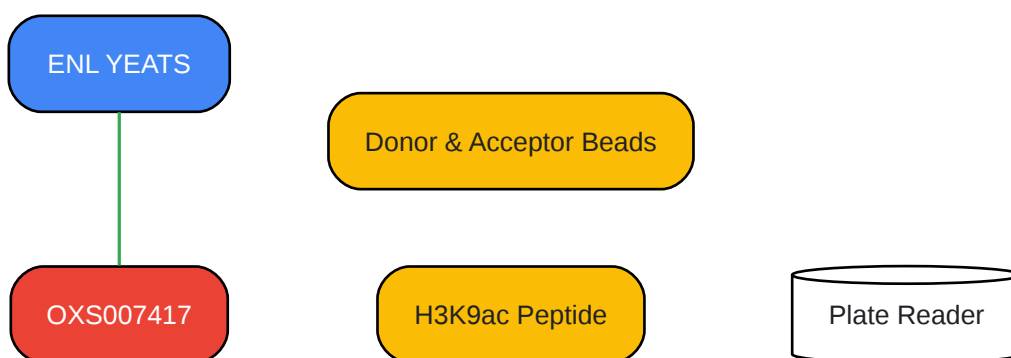 ENL YEATS
Donor & Acceptor Beads
OXS007417
H3K9ac Peptide
Plate Reader